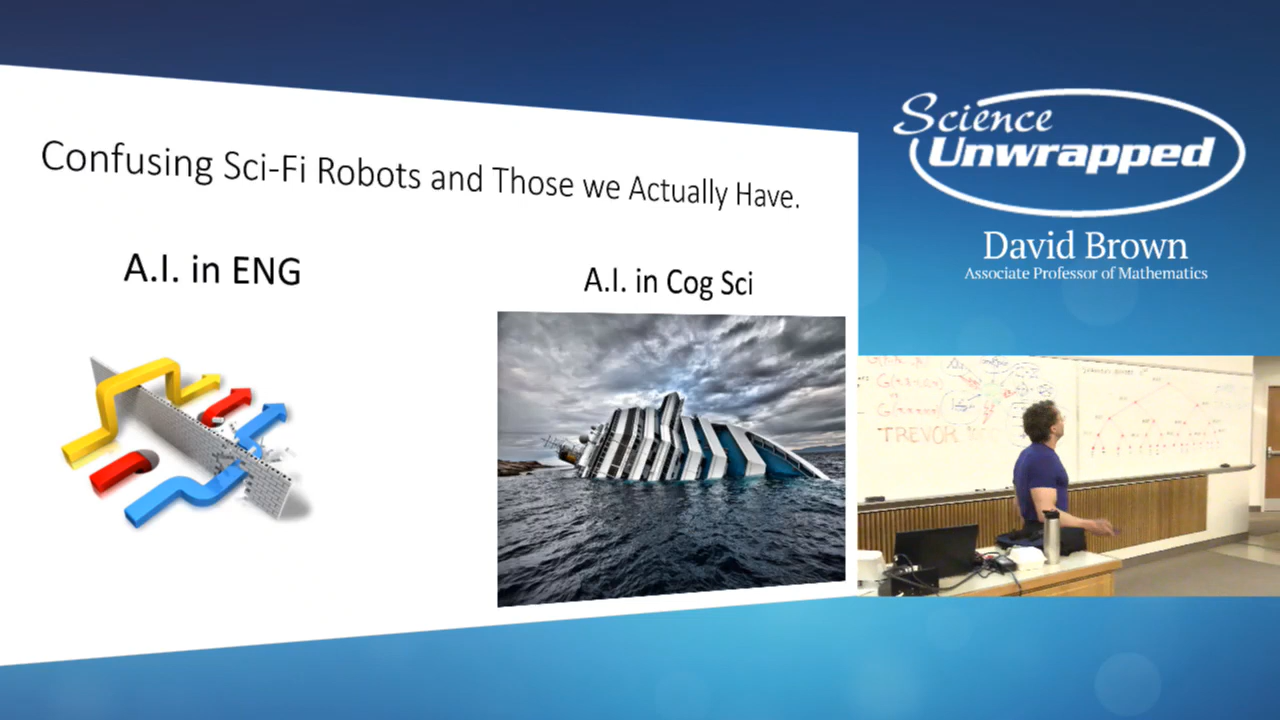 Confusing Sci-Fi Robots and Those we Actually Have.
A.I. in ENG
A.I. in Cog Sci
Science
Unwrapped
David Brown
Associate Professor of Mathematics
TREVOR